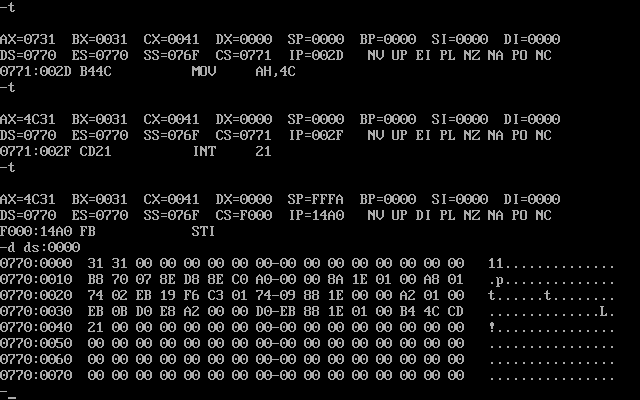 -t
AX=0731  BX=0031  CX=0041  DX=0000  SP=0000  BP=0000  SI=0000  DI=0000
DS=0770  ES=0770  SS=076F  CS=0771  IP=002D   NV UP EI PL NZ NA PO NC
0771:002D B44C          MOV     AH,4C
-t
AX=4C31  BX=0031  CX=0041  DX=0000  SP=0000  BP=0000  SI=0000  DI=0000
DS=0770  ES=0770  SS=076F  CS=0771  IP=002F   NV UP EI PL NZ NA PO NC
0771:002F CD21          INT     21
-t
AX=4C31  BX=0031  CX=0041  DX=0000  SP=FFFA  BP=0000  SI=0000  DI=0000
DS=0770  ES=0770  SS=076F  CS=F000  IP=14A0   NV UP DI PL NZ NA PO NC
F000:14A0 FB            STI
-d ds:0000
0770:0000  31 31 00 00 00 00 00 00-00 00 00 00 00 00 00 00   11..............
0770:0010  B8 70 07 8E D8 8E C0 A0-00 00 8A 1E 01 00 A8 01   .p..............
0770:0020  74 02 EB 19 F6 C3 01 74-09 88 1E 00 00 A2 01 00   t......t........
0770:0030  EB 0B D0 E8 A2 00 00 D0-EB 88 1E 01 00 B4 4C CD   ..............L.
0770:0040  21 00 00 00 00 00 00 00-00 00 00 00 00 00 00 00   !...............
0770:0050  00 00 00 00 00 00 00 00-00 00 00 00 00 00 00 00   ................
0770:0060  00 00 00 00 00 00 00 00-00 00 00 00 00 00 00 00   ................
0770:0070  00 00 00 00 00 00 00 00-00 00 00 00 00 00 00 00   ................
-_